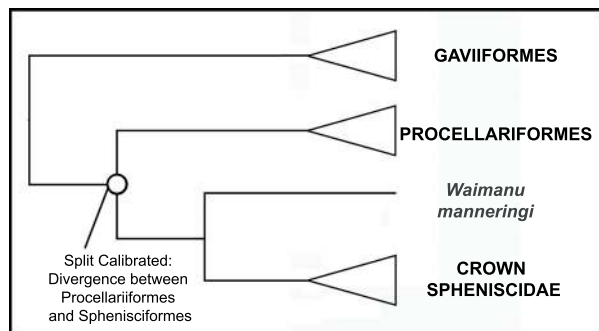 GAVIIFORMES
PROCELLARIFORMES
Waimanu
manneringi
Split Calibrated:
Divergence between
Procellariiformes
and Sphenisciformes
CROWN
SPHENISCIDAE